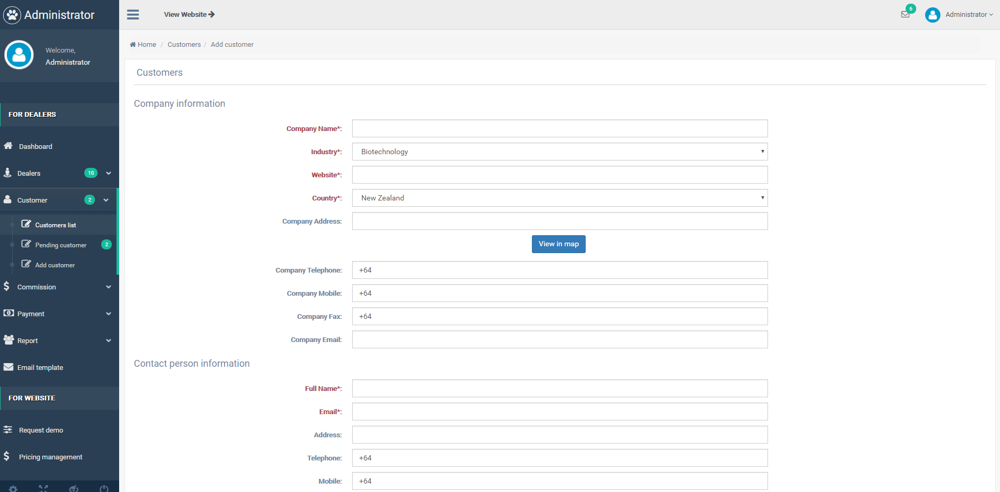 Administrator
View Website
6
Administrator
Welcome,
Administrator
Home / Customers / Add customer
FOR DEALERS
Dashboard
Dealers 10
Customer 2
Customers list
Pending customer 2
Add customer
Commission
Payment
Report
Email template
FOR WEBSITE
Request demo
Pricing management
Customers
Company information
Company Name*:
Industry*: Biotechnology
Website*:
Country*: New Zealand
Company Address:
View in map
Company Telephone: +64
Company Mobile: +64
Company Fax: +64
Company Email:
Contact person information
Full Name*:
Email*:
Address:
Telephone: +64
Mobile: +64